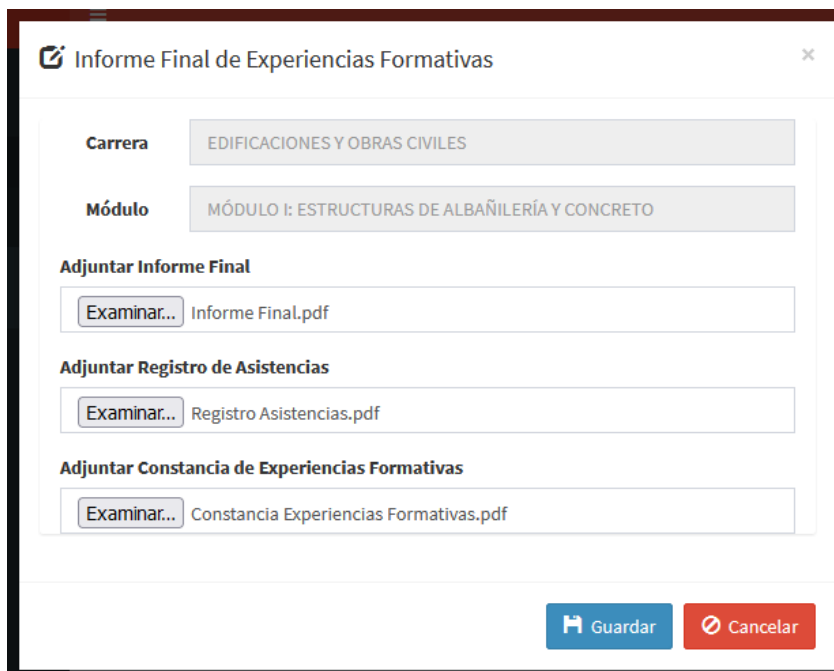 Informe Final de Experiencias Formativas
×
Carrera
EDIFICACIONES Y OBRAS CIVILES
Módulo
MÓDULO I: ESTRUCTURAS DE ALBAÑILERÍA Y CONCRETO
Adjuntar Informe Final
Examinar... Informe Final.pdf
Adjuntar Registro de Asistencias
Examinar... Registro Asistencias.pdf
Adjuntar Constancia de Experiencias Formativas
Examinar... Constancia Experiencias Formativas.pdf
Guardar
Cancelar